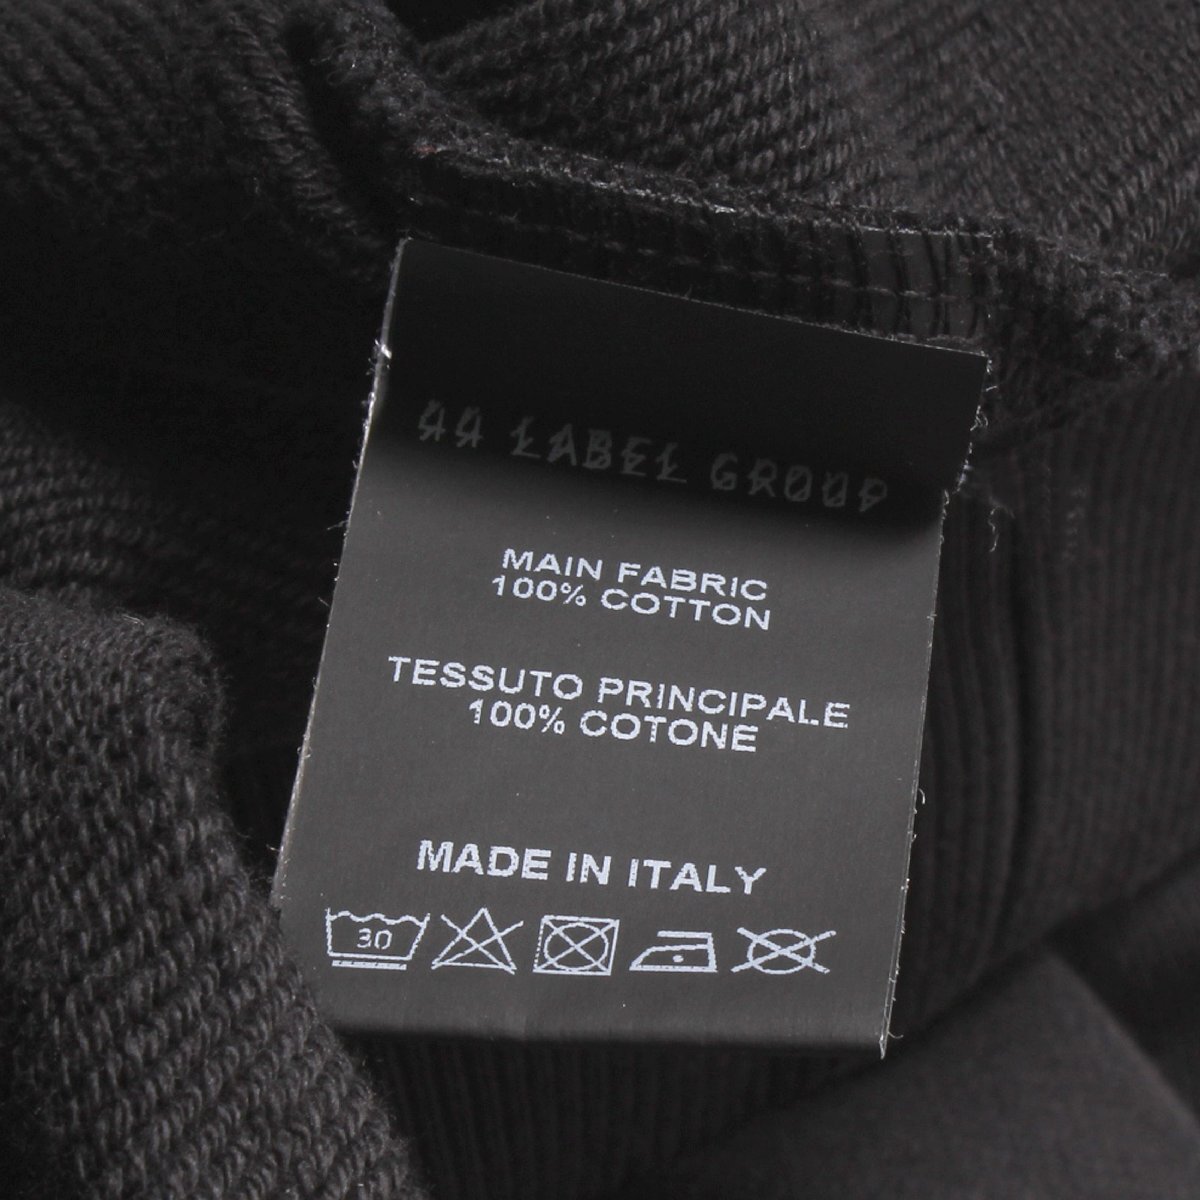 44 LABEL GROUP
MAIN FABRIC
100% COTTON
TESSUTO PRINCIPALE
100% COTONE
MADE IN ITALY
30